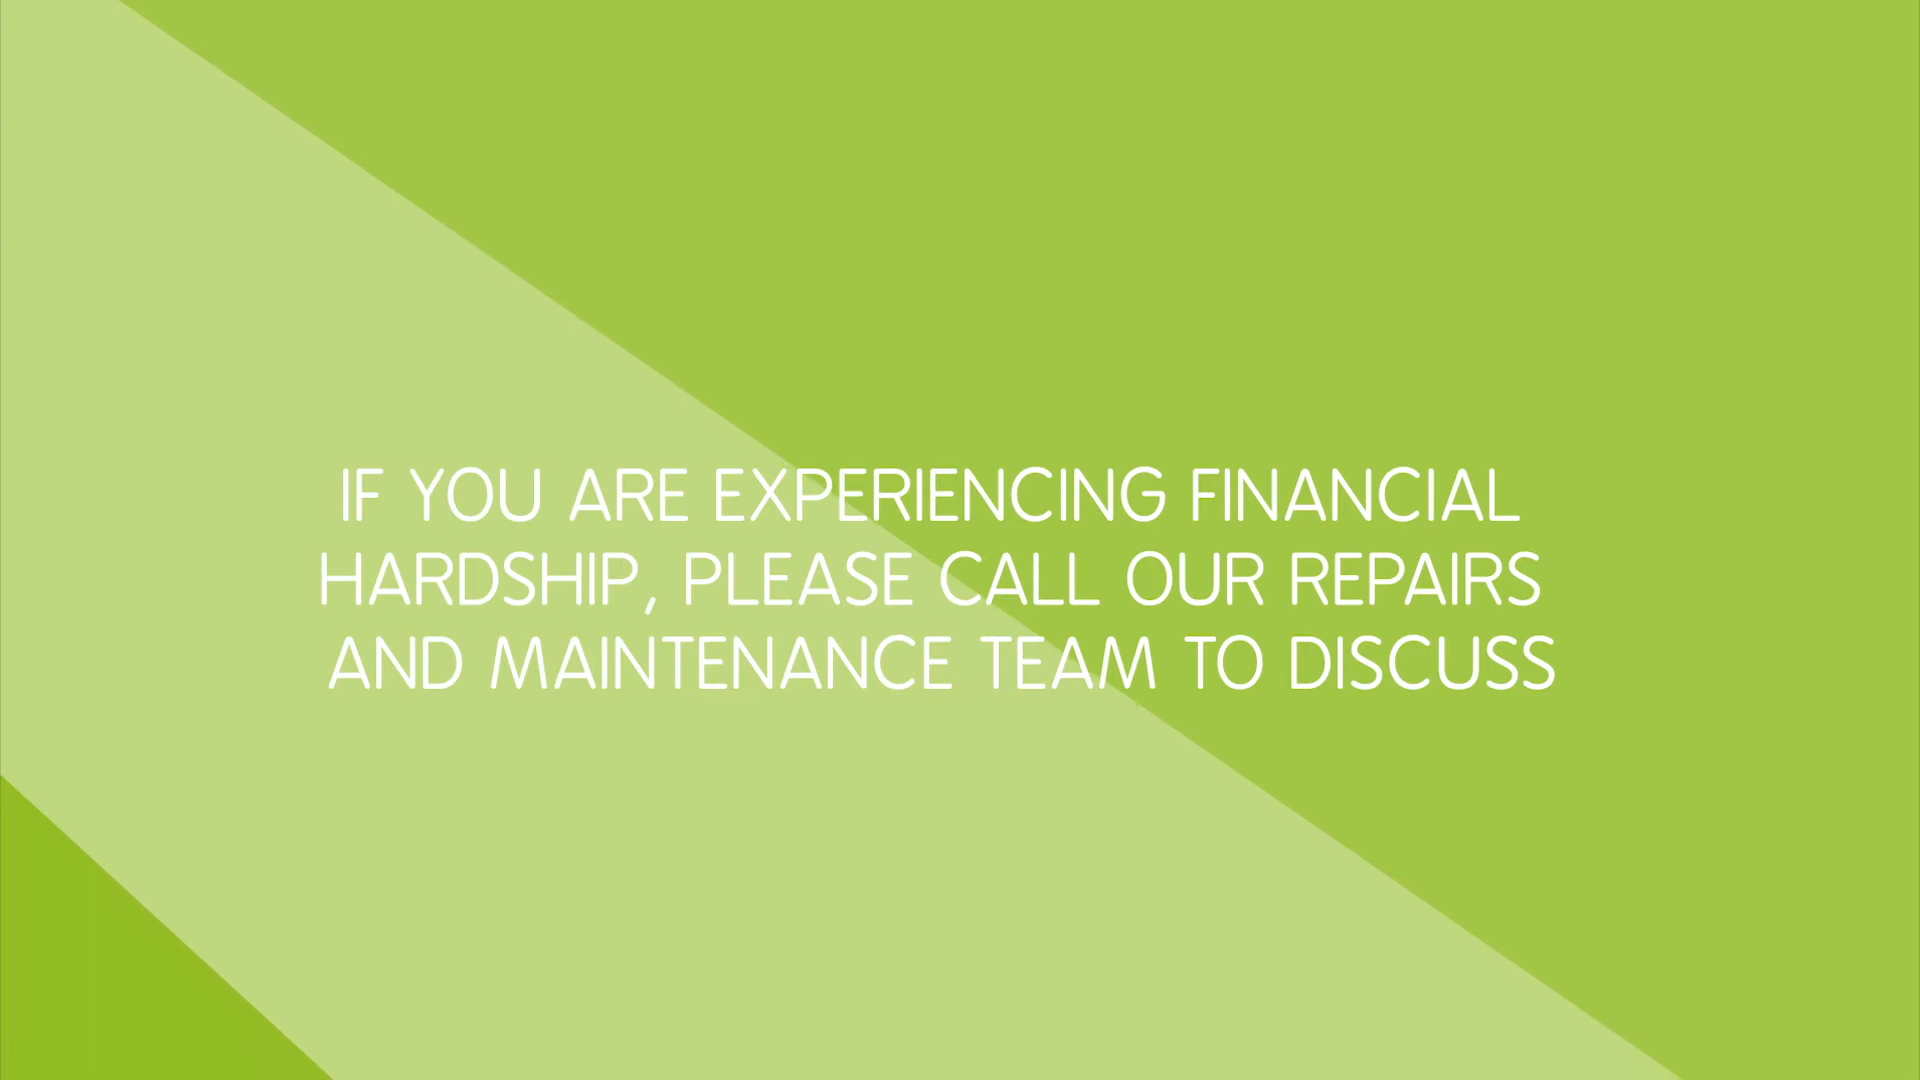 IF YOU ARE EXPERIENCING FINANCIAL
HARDSHIP, PLEASE CALL OUR REPAIRS
AND MAINTENANCE TEAM TO DISCUSS